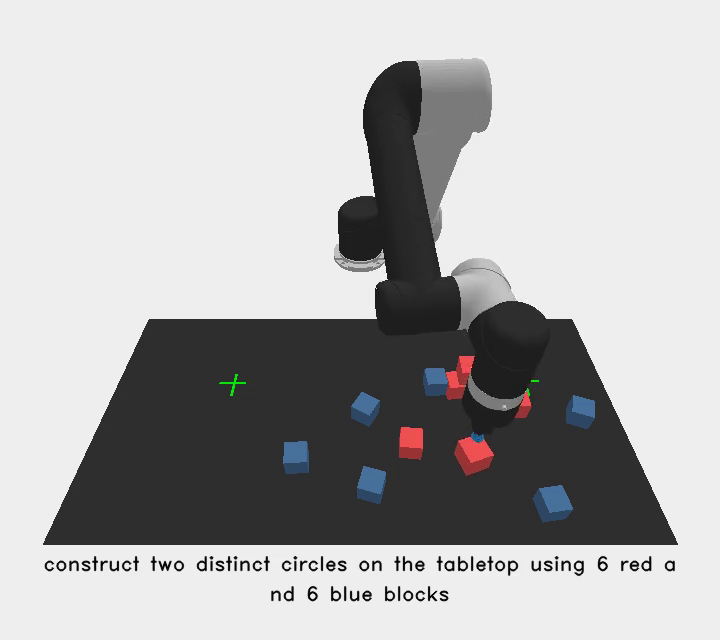 construct two distinct circles on the tabletop using 6 red a
nd 6 blue blocks